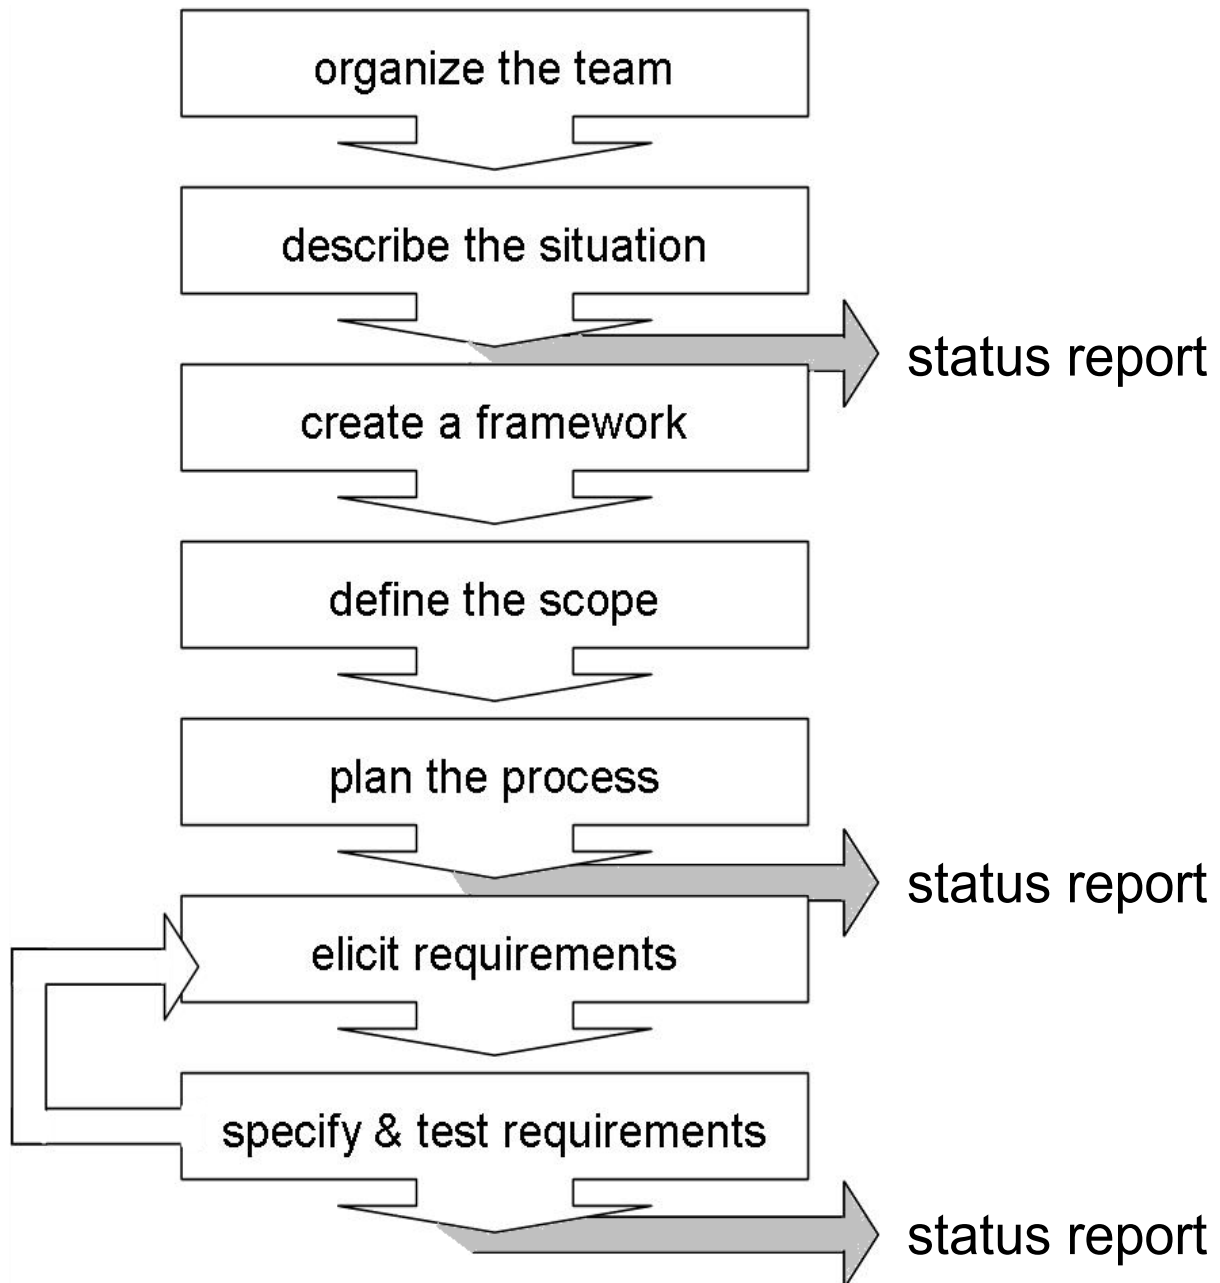 organize the team
describe the situation
status report
create a framework
define the scope
plan the process
status report
elicit requirements
specify & test requirements
status report